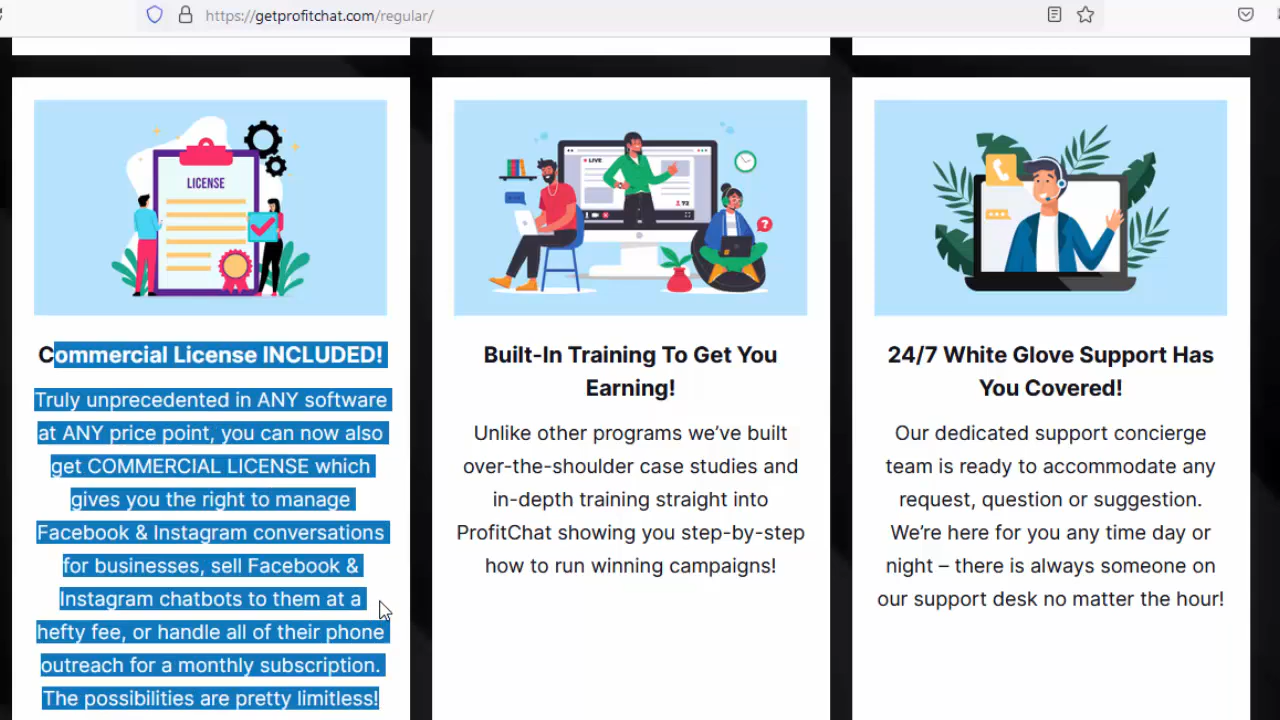 https://getprofitchat.com/regular/
LICENSE
Commercial License INCLUDED!
Truly unprecedented in ANY software
at ANY price point, you can now also
get COMMERCIAL LICENSE which
gives you the right to manage
Facebook & Instagram conversations
for businesses, sell Facebook &
Instagram chatbots to them at a
hefty fee, or handle all of their phone
outreach for a monthly subscription.
The possibilities are pretty limitless!
LIVE
72
?
Built-In Training To Get You
Earning!
Unlike other programs we’ve built
over-the-shoulder case studies and
in-depth training straight into
ProfitChat showing you step-by-step
how to run winning campaigns!
24/7 White Glove Support Has
You Covered!
Our dedicated support concierge
team is ready to accommodate any
request, question or suggestion.
We’re here for you any time day or
night – there is always someone on
our support desk no matter the hour!